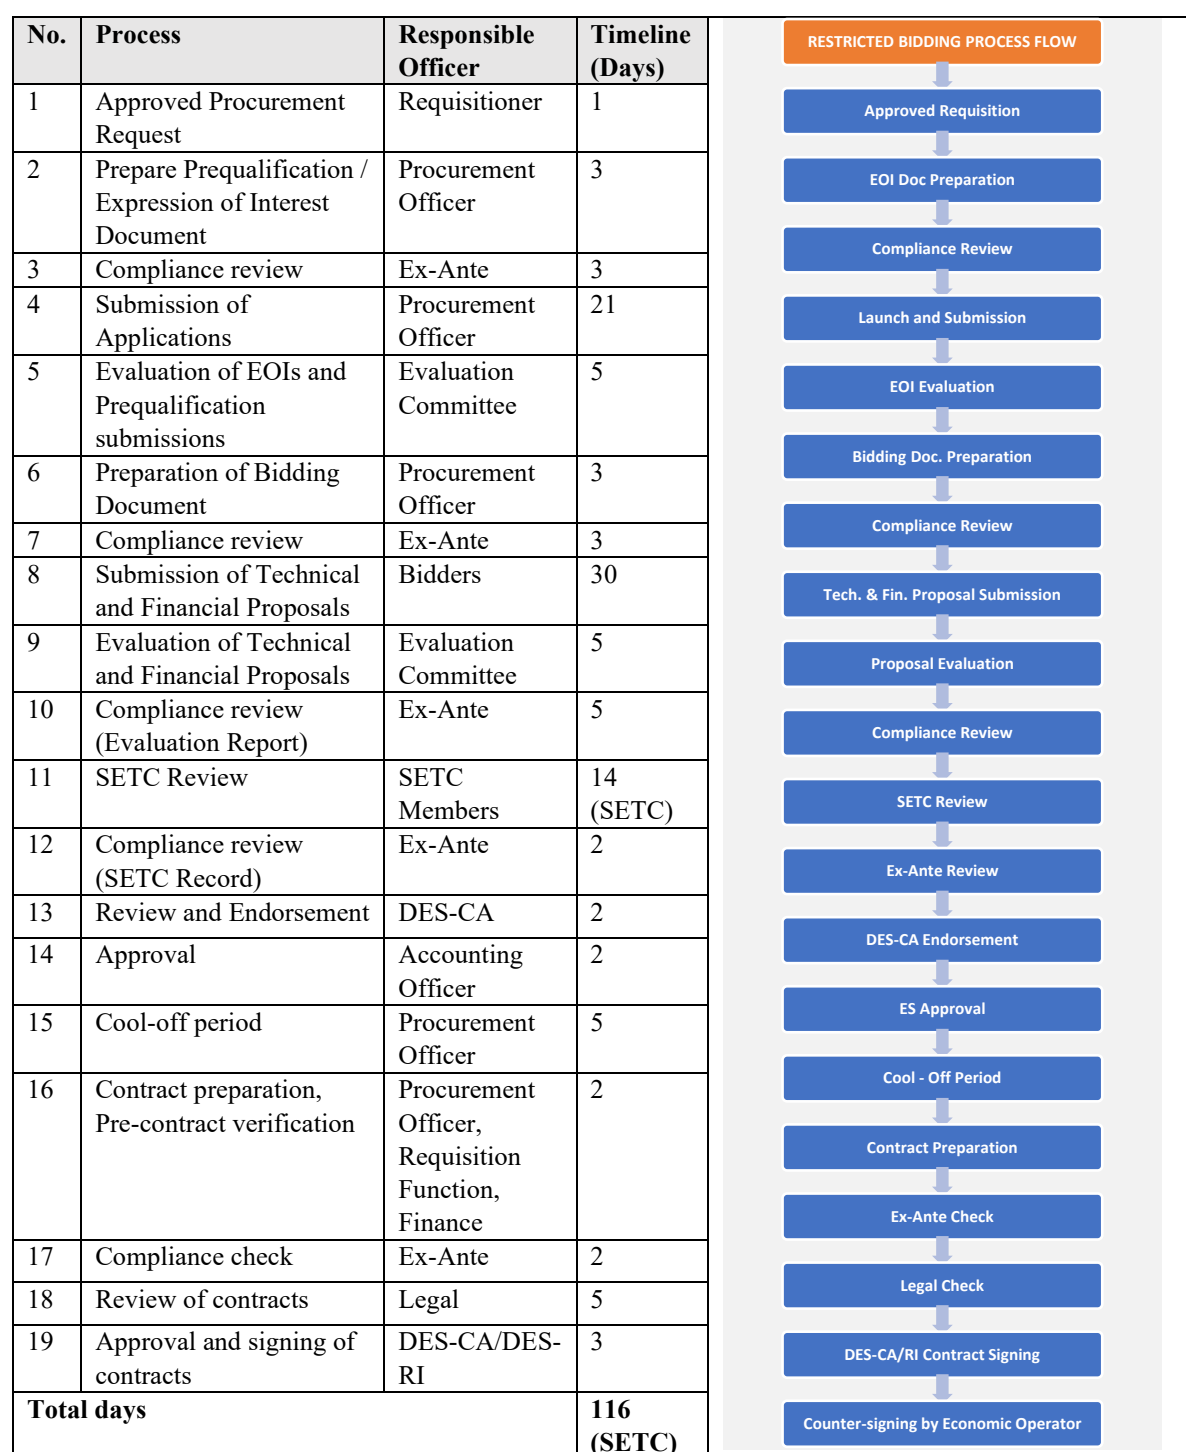 No. Process Responsible Timeline
Officer (Days)
1 Approved Procurement Requisitioner 1
Request
2 Prepare Prequalification / Procurement 3
Expression of Interest Officer
Document
3 Compliance review Ex-Ante 3
4 Submission of Procurement 21
Applications Officer
5 Evaluation of EOIs and Evaluation 5
Prequalification Committee
submissions
6 Preparation of Bidding Procurement 3
Document Officer
7 Compliance review Ex-Ante 3
8 Submission of Technical Bidders 30
and Financial Proposals
9 Evaluation of Technical Evaluation 5
and Financial Proposals Committee
10 Compliance review Ex-Ante 5
(Evaluation Report)
11 SETC Review SETC 14
Members (SETC)
12 Compliance review Ex-Ante 2
(SETC Record)
13 Review and Endorsement DES-CA 2
14 Approval Accounting 2
Officer
15 Cool-off period Procurement 5
Officer
16 Contract preparation, Procurement 2
Pre-contract verification Officer,
Requisition
Function,
Finance
17 Compliance check Ex-Ante 2
18 Review of contracts Legal 5
19 Approval and signing of DES-CA/DES- 3
contracts RI
Total days 116
(SETC)
RESTRICTED BIDDING PROCESS FLOW
Approved Requisition
EOI Doc Preparation
Compliance Review
Launch and Submission
EOI Evaluation
Bidding Doc. Preparation
Compliance Review
Tech. & Fin. Proposal Submission
Proposal Evaluation
Compliance Review
SETC Review
Ex-Ante Review
DES-CA Endorsement
ES Approval
Cool - Off Period
Contract Preparation
Ex-Ante Check
Legal Check
DES-CA/RI Contract Signing
Counter-signing by Economic Operator